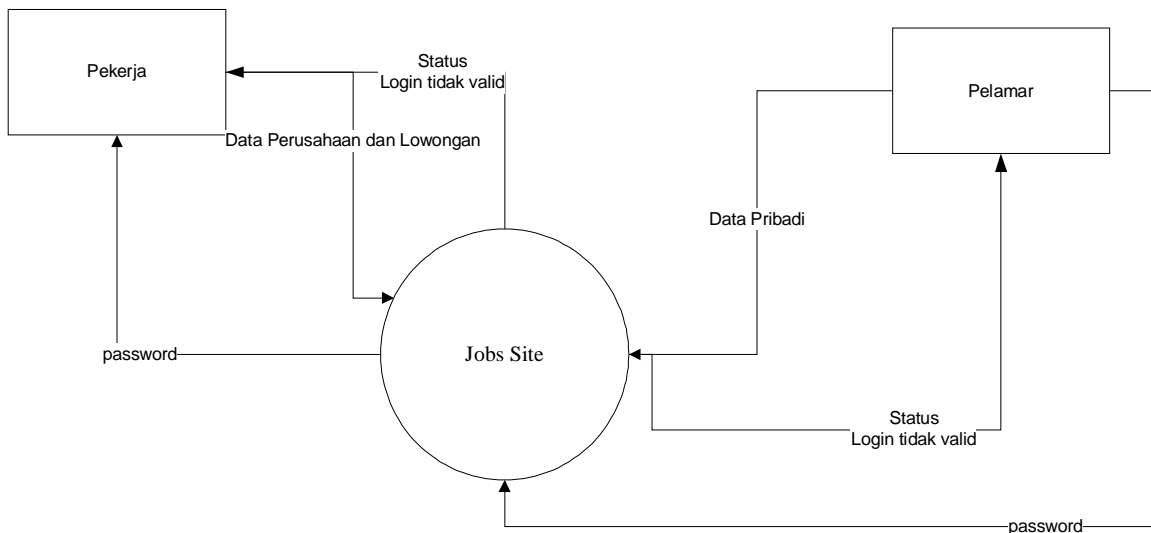 Pekerja
Status
Login tidak valid
Pelamar
Data Perusahaan dan Lowongan
Data Pribadi
password
Jobs Site
Status
Login tidak valid
password